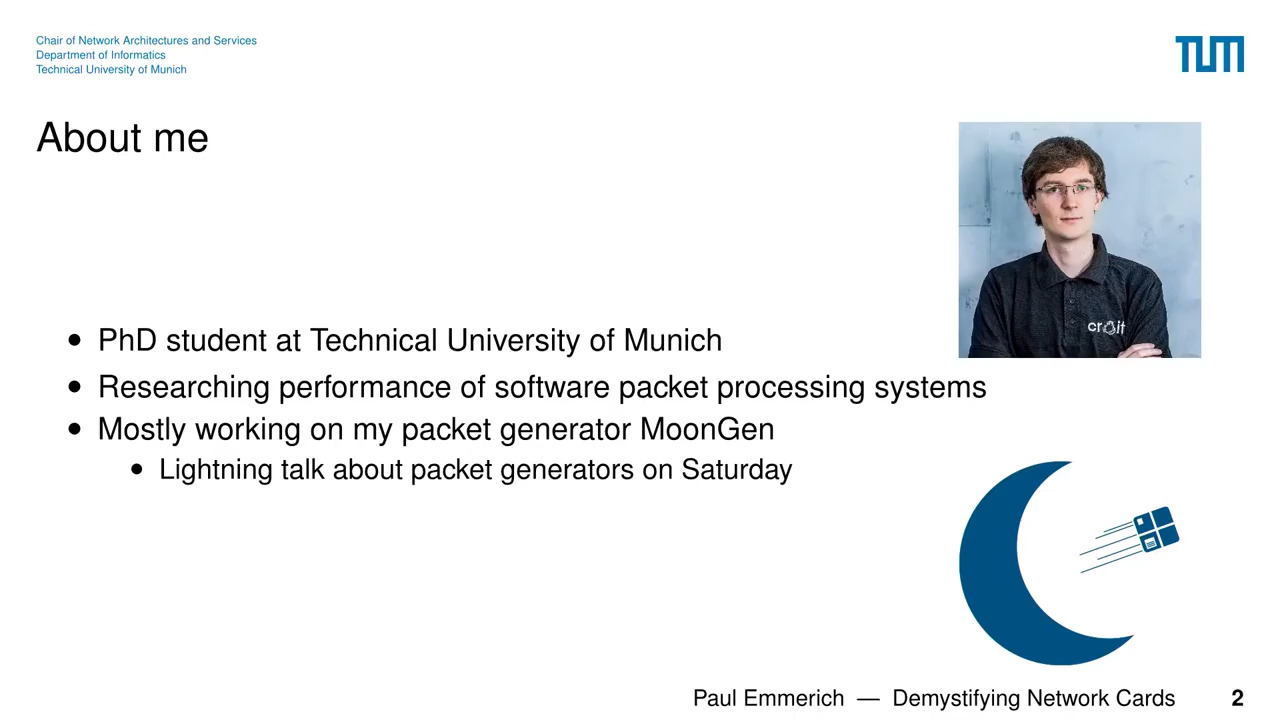 Chair of Network Architectures and Services
Department of Informatics
Technical University of Munich
TUM
About me
croit
• PhD student at Technical University of Munich
• Researching performance of software packet processing systems
• Mostly working on my packet generator MoonGen
• Lightning talk about packet generators on Saturday
Paul Emmerich — Demystifying Network Cards 2